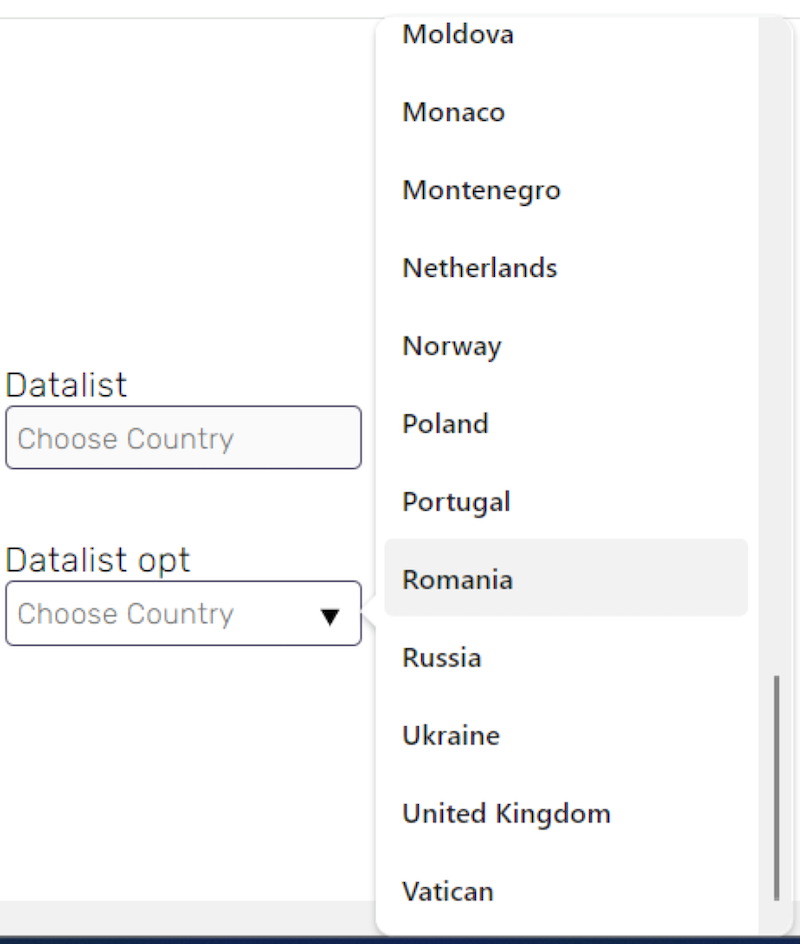 Datalist
Choose Country
Datalist opt
Choose Country
Moldova
Monaco
Montenegro
Netherlands
Norway
Poland
Portugal
Romania
Russia
Ukraine
United Kingdom
Vatican